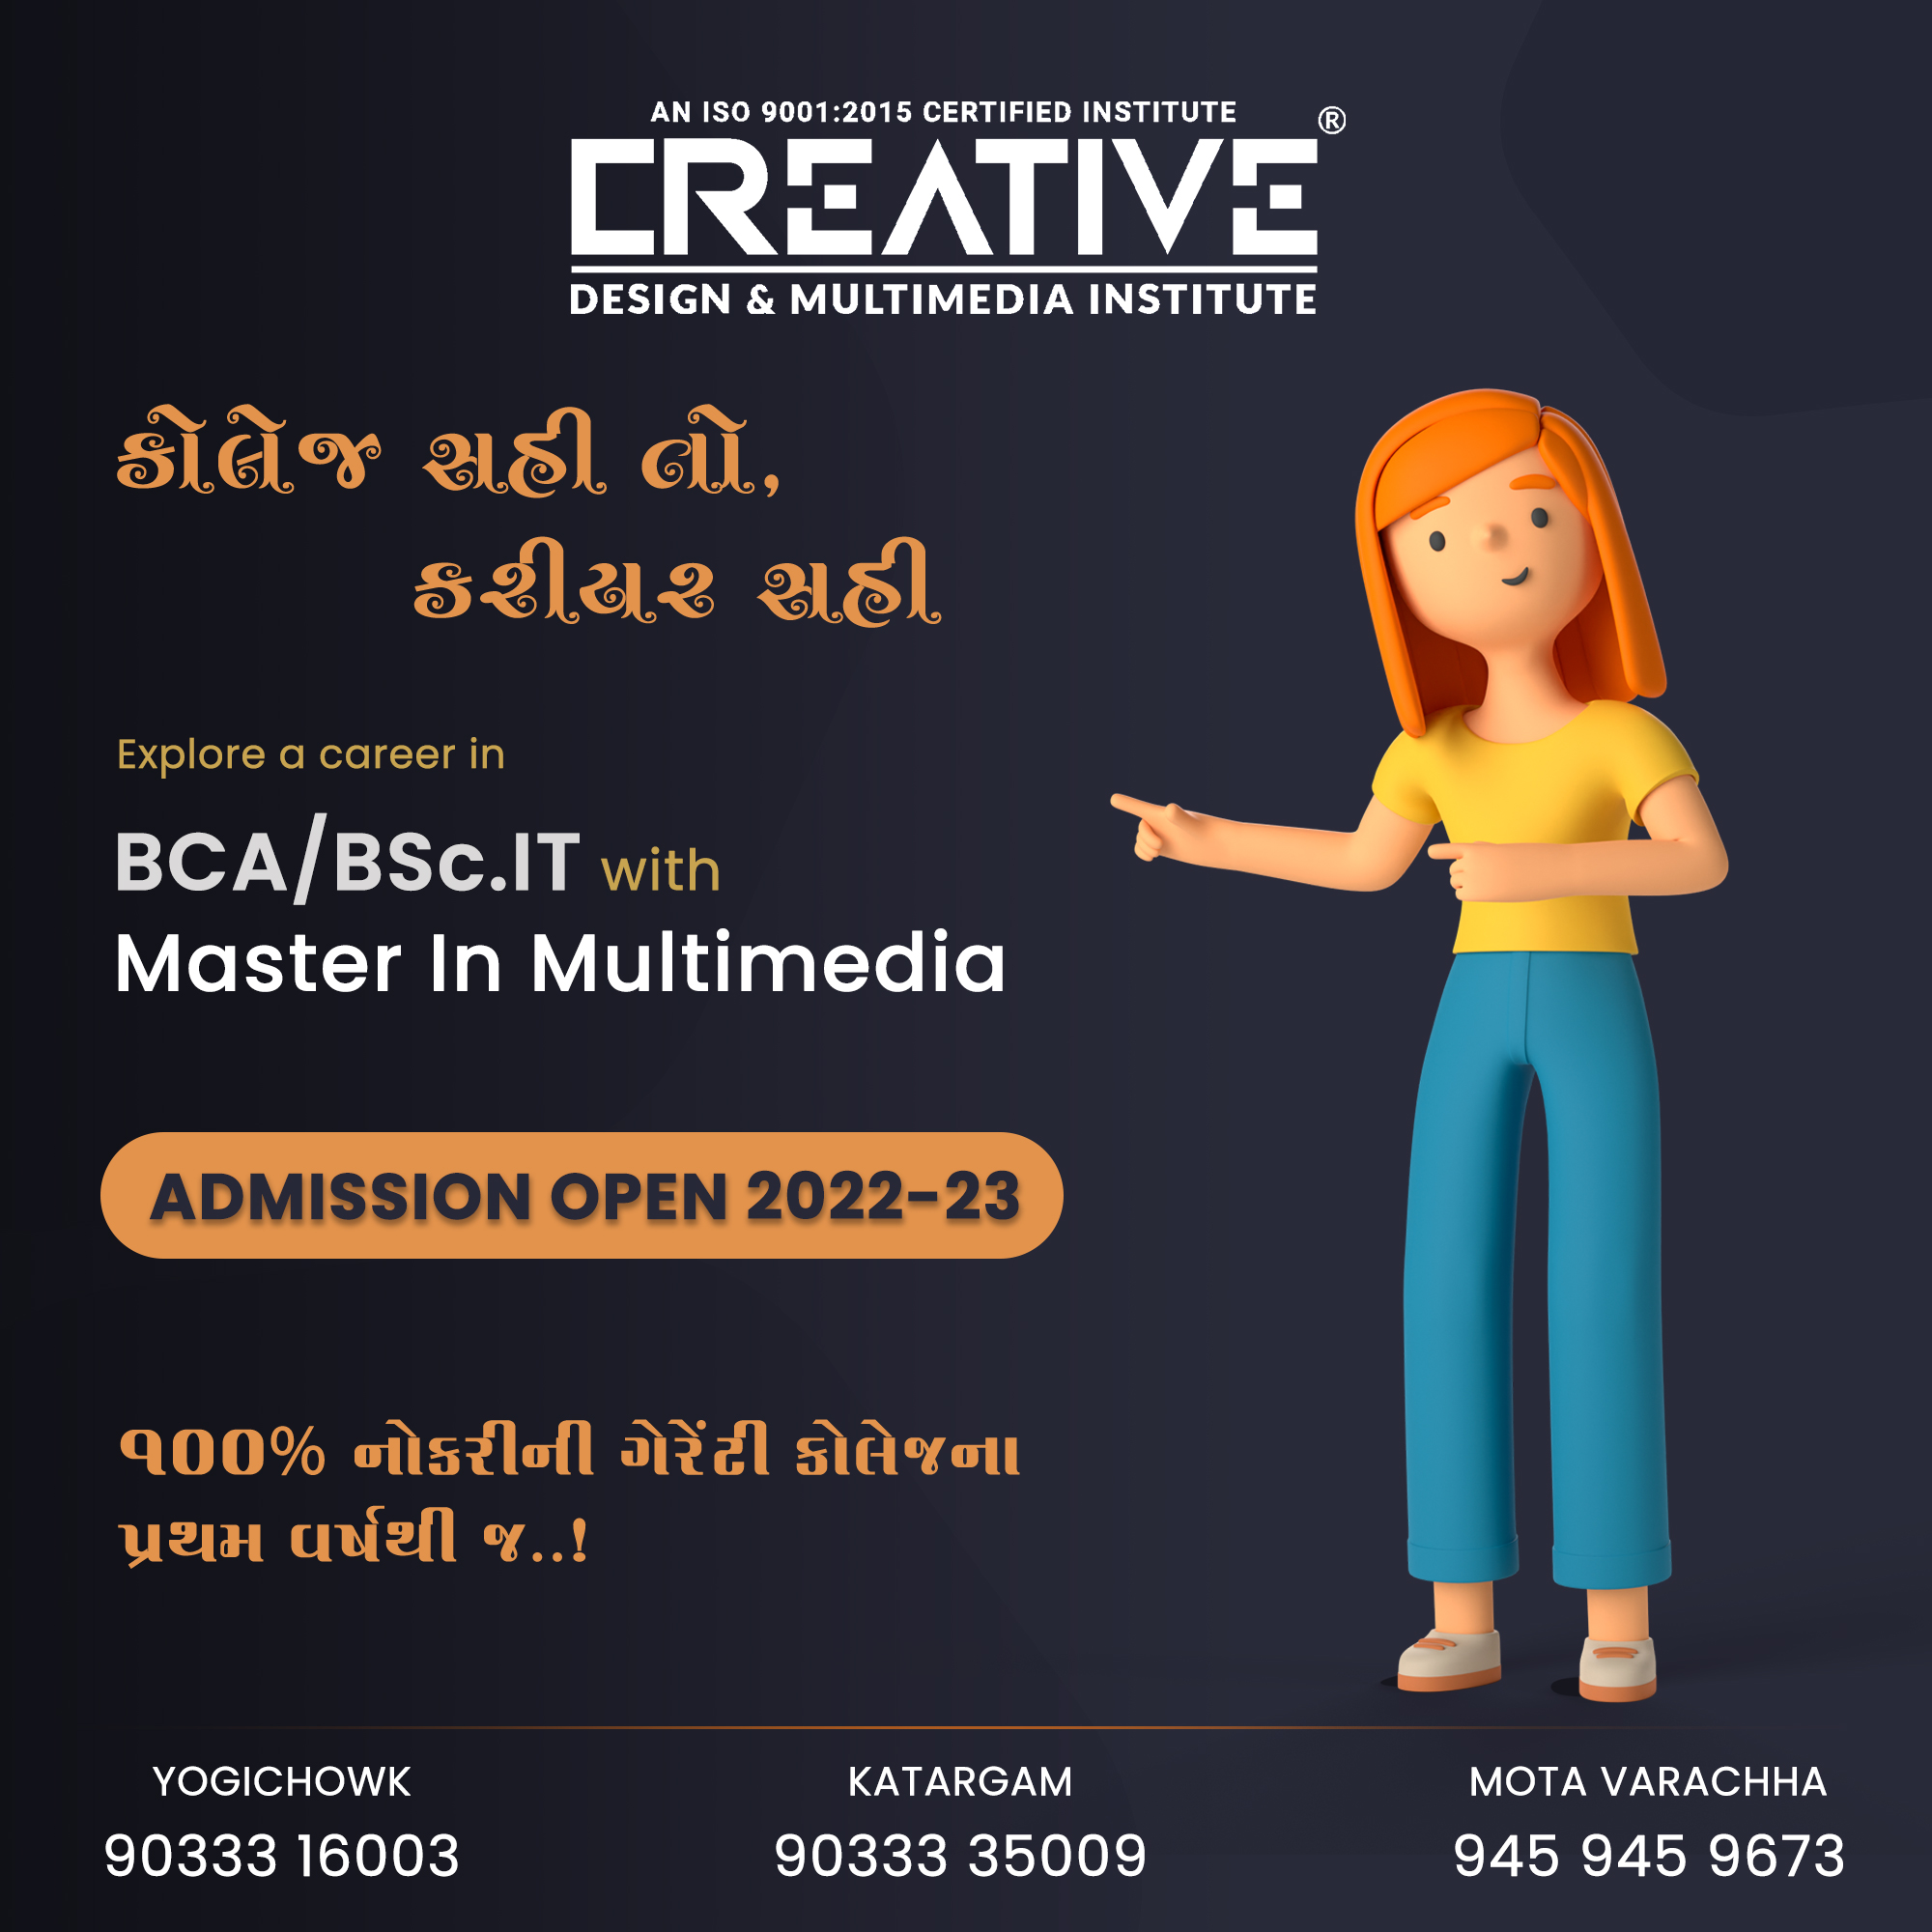 AN ISO 9001:2015 CERTIFIED INSTITUTE
CREATIVE®
DESIGN & MULTIMEDIA INSTITUTE
કોલેજ સહી તો,
કરીયર સહી
Explore a career in
BCA/BSc.IT with
Master In Multimedia
ADMISSION OPEN 2022-23
૧૦૦% નોકરીની ગેરેંટી કોલેજના
પ્રથમ વર્ષથી જ..!
YOGICHOWK
90333 16003
KATARGAM
90333 35009
MOTA VARACHHA
945 945 9673